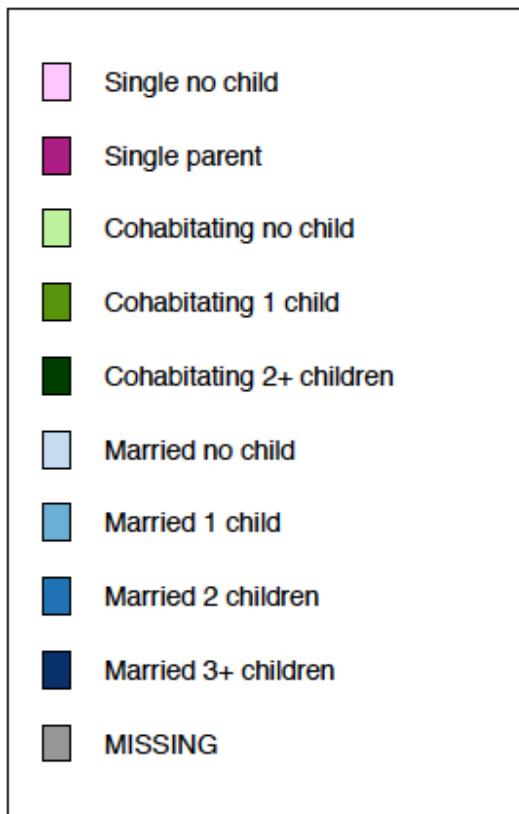 Single no child
Single parent
Cohabitating no child
Cohabitating 1 child
Cohabitating 2+ children
Married no child
Married 1 child
Married 2 children
Married 3+ children
MISSING